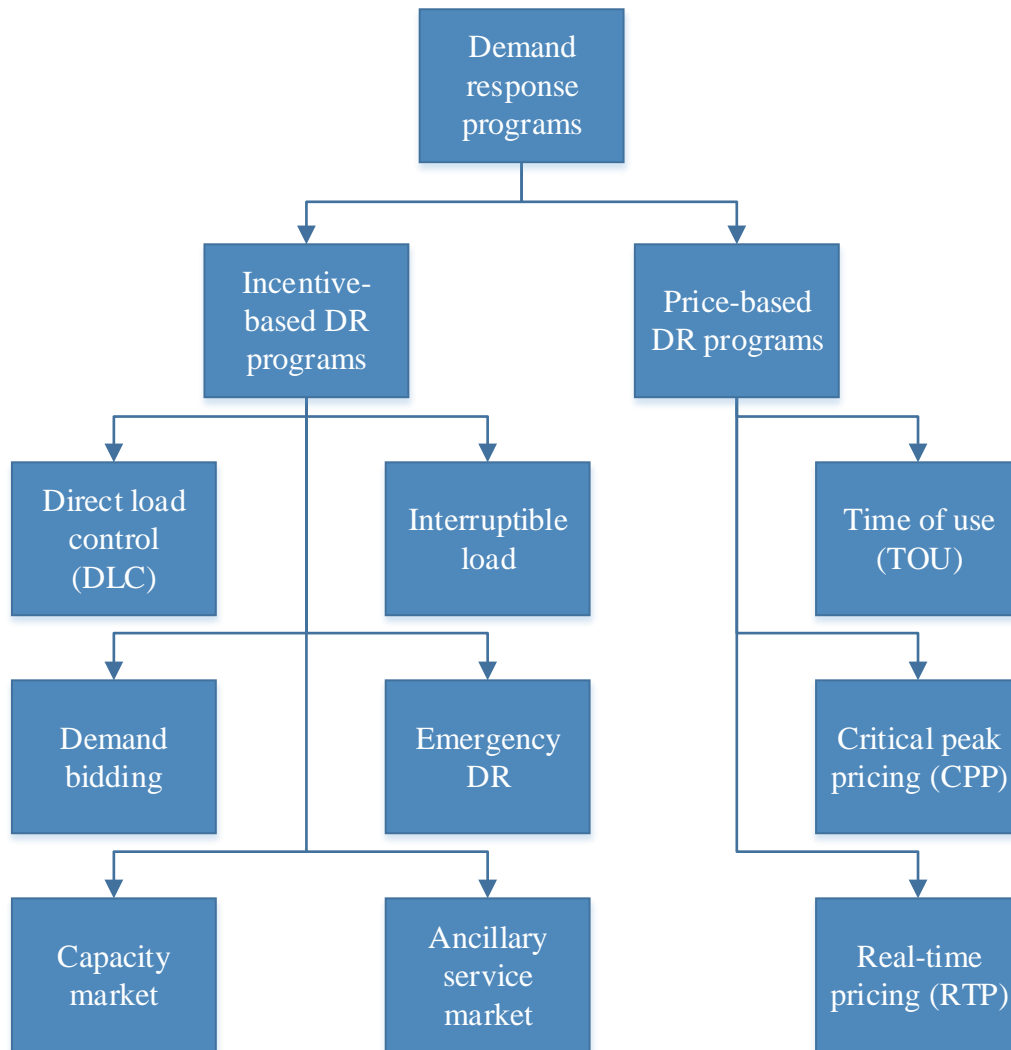 Demand
response
programs
Incentive-
based DR
programs
Price-based
DR programs
Direct load
control
(DLC)
Interruptible
load
Time of use
(TOU)
Demand
bidding
Emergency
DR
Critical peak
pricing (CPP)
Capacity
market
Ancillary
service
market
Real-time
pricing (RTP)